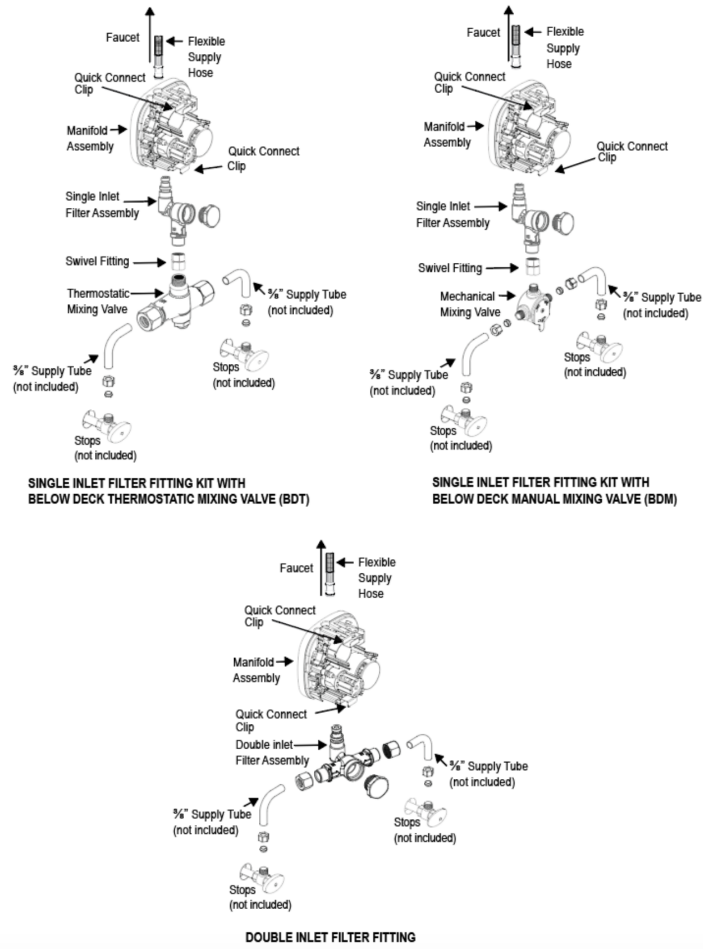 Faucet
Flexible
Supply
Hose
Quick Connect
Clip
Manifold
Assembly
Quick Connect
Clip
Single Inlet
Filter Assembly
Swivel Fitting
Thermostatic
Mixing Valve
⅜" Supply Tube
(not included)
⅜" Supply Tube
(not included)
Stops
(not included)
Stops
(not included)
SINGLE INLET FILTER FITTING KIT WITH
BELOW DECK THERMOSTATIC MIXING VALVE (BDT)
Faucet
Flexible
Supply
Hose
Quick Connect
Clip
Manifold
Assembly
Quick Connect
Clip
Single Inlet
Filter Assembly
Swivel Fitting
Mechanical
Mixing Valve
⅜" Supply Tube
(not included)
Stops
(not included)
⅜" Supply Tube
(not included)
Stops
(not included)
SINGLE INLET FILTER FITTING KIT WITH
BELOW DECK MANUAL MIXING VALVE (BDM)
Faucet
Flexible
Supply
Hose
Quick Connect
Clip
Manifold
Assembly
Quick Connect
Clip
Double inlet
Filter Assembly
⅜" Supply Tube
(not included)
⅜" Supply Tube
(not included)
Stops
(not included)
Stops
(not included)
DOUBLE INLET FILTER FITTING